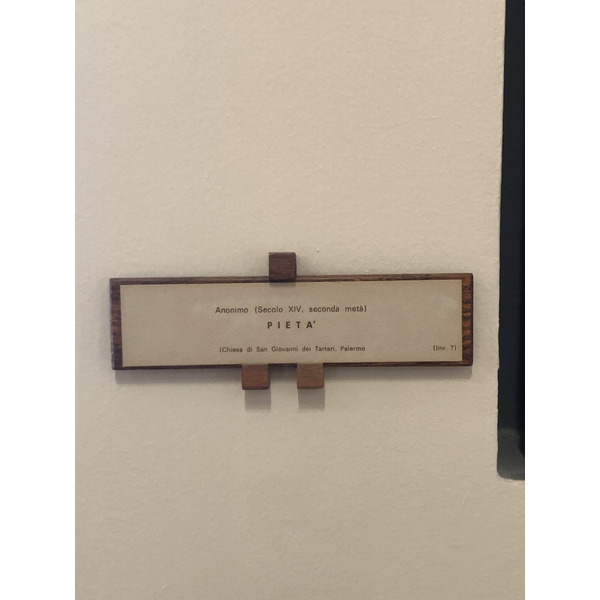 Anonimo (Secolo XIV, seconda metà)
PIETA'
(Chiesa di San Giovanni dei Tartari, Palermo (Inv. 7)